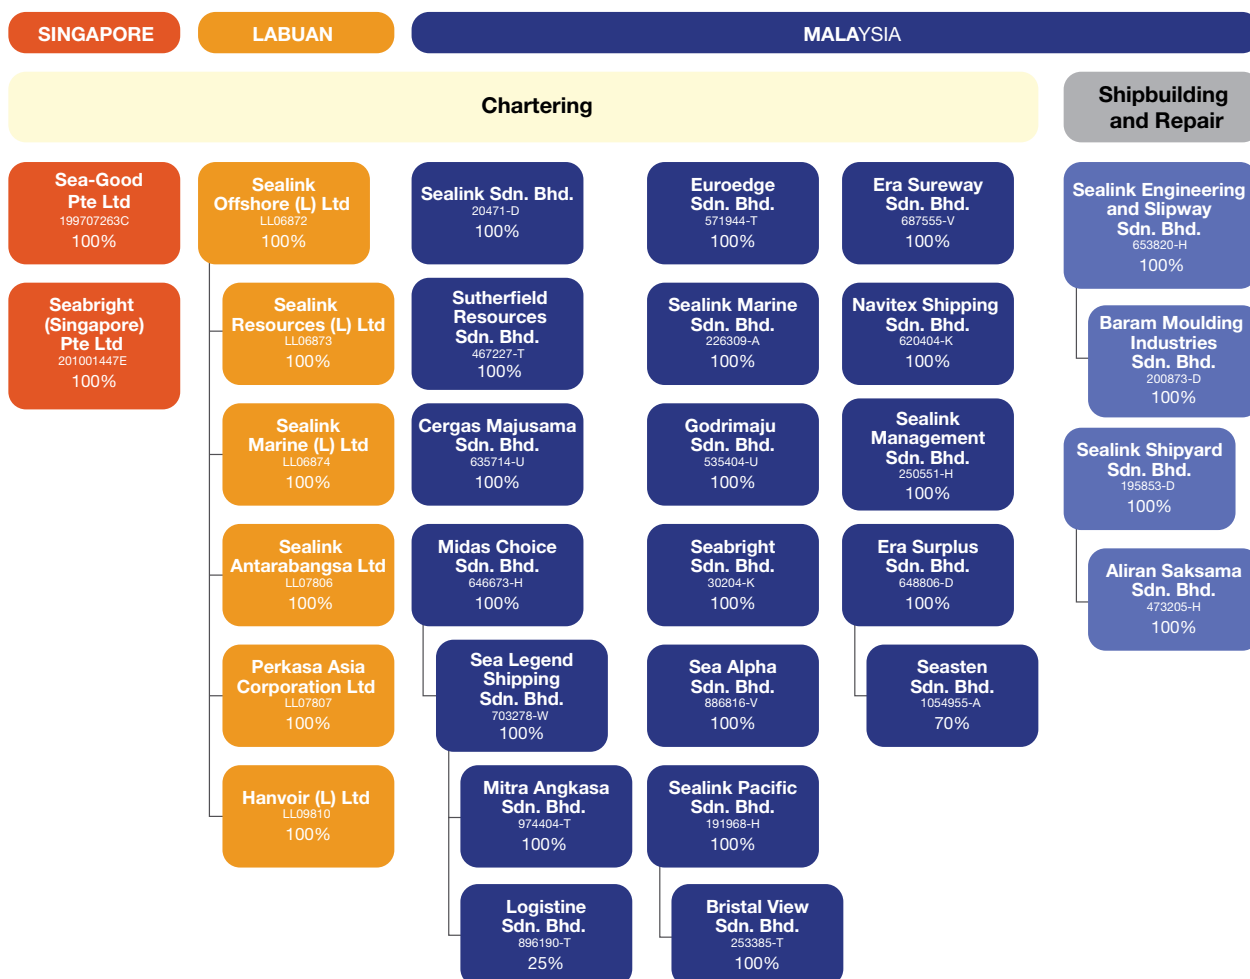 SINGAPORE
LABUAN
MALAYSIA
Chartering
Shipbuilding
and Repair
Sea-Good
Pte Ltd
199707263C
100%
Seabright
(Singapore)
Pte Ltd
201001447E
100%
Sealink
Offshore (L) Ltd
LL06872
100%
Sealink
Resources (L) Ltd
LL06873
100%
Sealink
Marine (L) Ltd
LL06874
100%
Sealink
Antarabangsa Ltd
LL07806
100%
Perkasa Asia
Corporation Ltd
LL07807
100%
Hanvoir (L) Ltd
LL09810
100%
Sealink Sdn. Bhd.
20471-D
100%
Sutherfield
Resources
Sdn. Bhd.
467227-T
100%
Cergas Majusama
Sdn. Bhd.
635714-U
100%
Midas Choice
Sdn. Bhd.
646673-H
100%
Sea Legend
Shipping
Sdn. Bhd.
703278-W
100%
Mitra Angkasa
Sdn. Bhd.
974404-T
100%
Logistine
Sdn. Bhd.
896190-T
25%
Euroedge
Sdn. Bhd.
571944-T
100%
Sealink Marine
Sdn. Bhd.
226309-A
100%
Godrimaju
Sdn. Bhd.
535404-U
100%
Seabright
Sdn. Bhd.
30204-K
100%
Sea Alpha
Sdn. Bhd.
886816-V
100%
Sealink Pacific
Sdn. Bhd.
191968-H
100%
Bristal View
Sdn. Bhd.
253385-T
100%
Era Sureway
Sdn. Bhd.
687555-V
100%
Navitex Shipping
Sdn. Bhd.
620404-K
100%
Sealink
Management
Sdn. Bhd.
250551-H
100%
Era Surplus
Sdn. Bhd.
648806-D
100%
Seasten
Sdn. Bhd.
1054955-A
70%
Sealink Engineering
and Slipway
Sdn. Bhd.
653820-H
100%
Baram Moulding
Industries
Sdn. Bhd.
200873-D
100%
Sealink Shipyard
Sdn. Bhd.
195853-D
100%
Aliran Saksama
Sdn. Bhd.
473205-H
100%